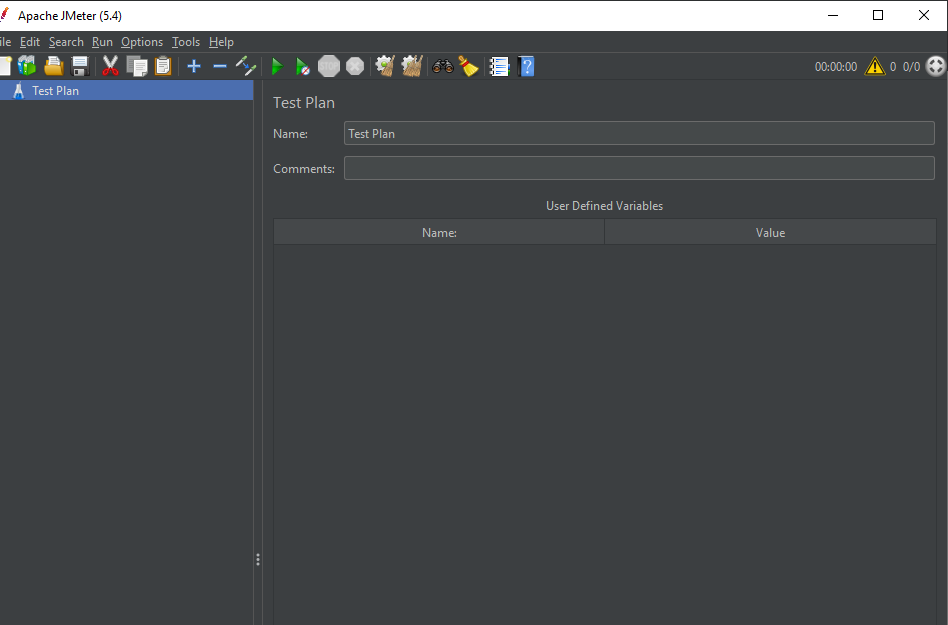 Apache JMeter (5.4)
ile Edit Search Run Options Tools Help
STOP 00:00:00 0 0/0
Test Plan
Test Plan
Name: Test Plan
Comments:
User Defined Variables
Name: Value